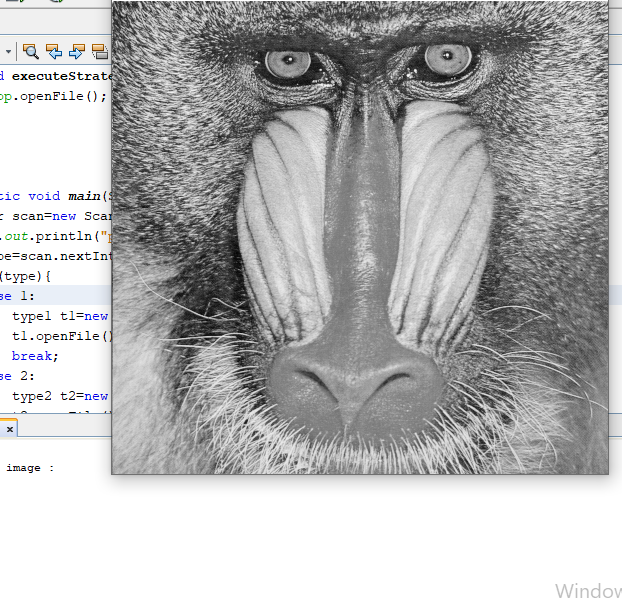 d executeStrate
op.openFile();
tic void main(S
r scan=new Scan
.out.println("p
pe=scan.nextInt
(type){
se 1:
type1 t1=new
t1.openFile()
break;
se 2:
type2 t2=new
image :
Window